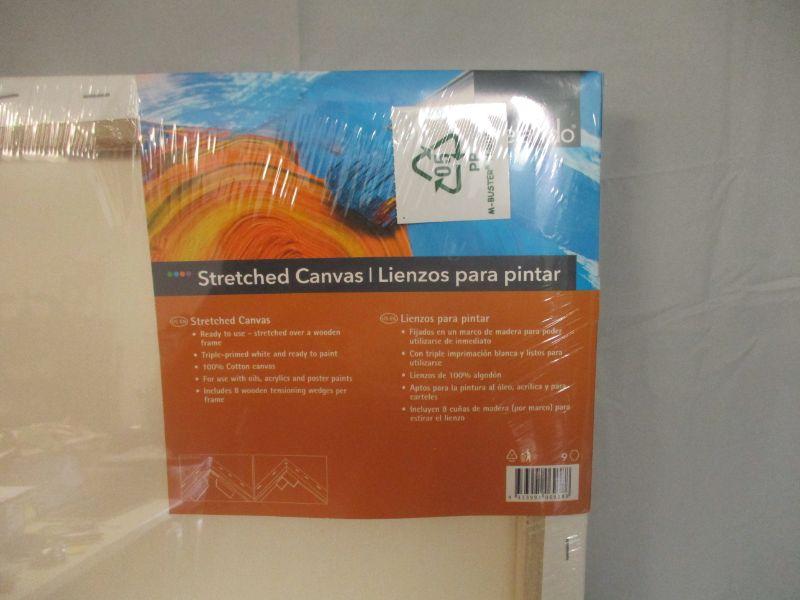 05
PP
M-BUSTER®
Stretched Canvas | Lienzos para pintar
Stretched Canvas
• Ready to use – stretched over a wooden
frame
• Triple-primed white and ready to paint
• 100% Cotton canvas
• For use with oils, acrylics and poster paints
• Includes 8 wooden tensioning wedges per
frame
Lienzos para pintar
• Fijados en un marco de madera para poder
utilizarse de inmediato
• Con triple imprimación blanca y listos para
utilizarse
• Lienzos de 100% algodón
• Aptos para la pintura al óleo, acrílica y para
carteles
• Incluyen 8 cuñas de madera (por marco) para
estirar el lienzo
9